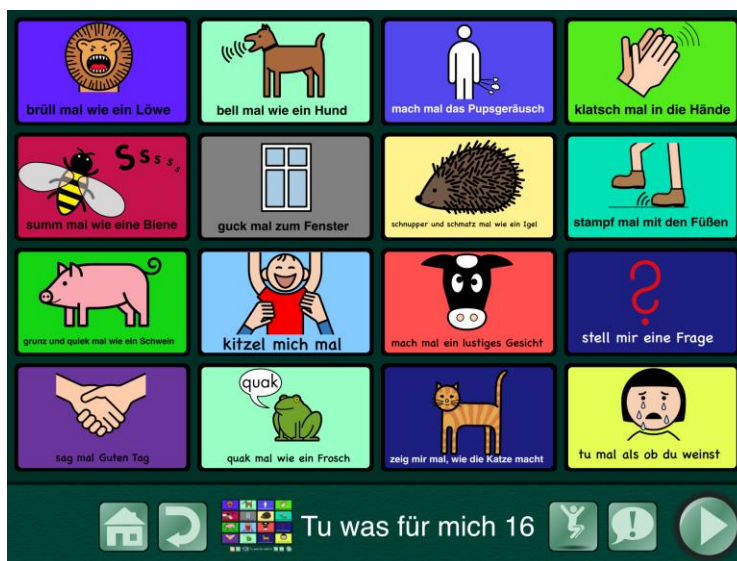 brüll mal wie ein Löwe
bell mal wie ein Hund
mach mal das Pupsgeräusch
klatsch mal in die Hände
S s s s s
summ mal wie eine Biene
guck mal zum Fenster
schnupper und schmatz mal wie ein Igel
stampf mal mit den Füßen
grunz und quiek mal wie ein Schwein
kitzel mich mal
mach mal ein lustiges Gesicht
?
stell mir eine Frage
sag mal Guten Tag
quak
quak mal wie ein Frosch
zeig mir mal, wie die Katze macht
tu mal als ob du weinst
Tu was für mich 16
!